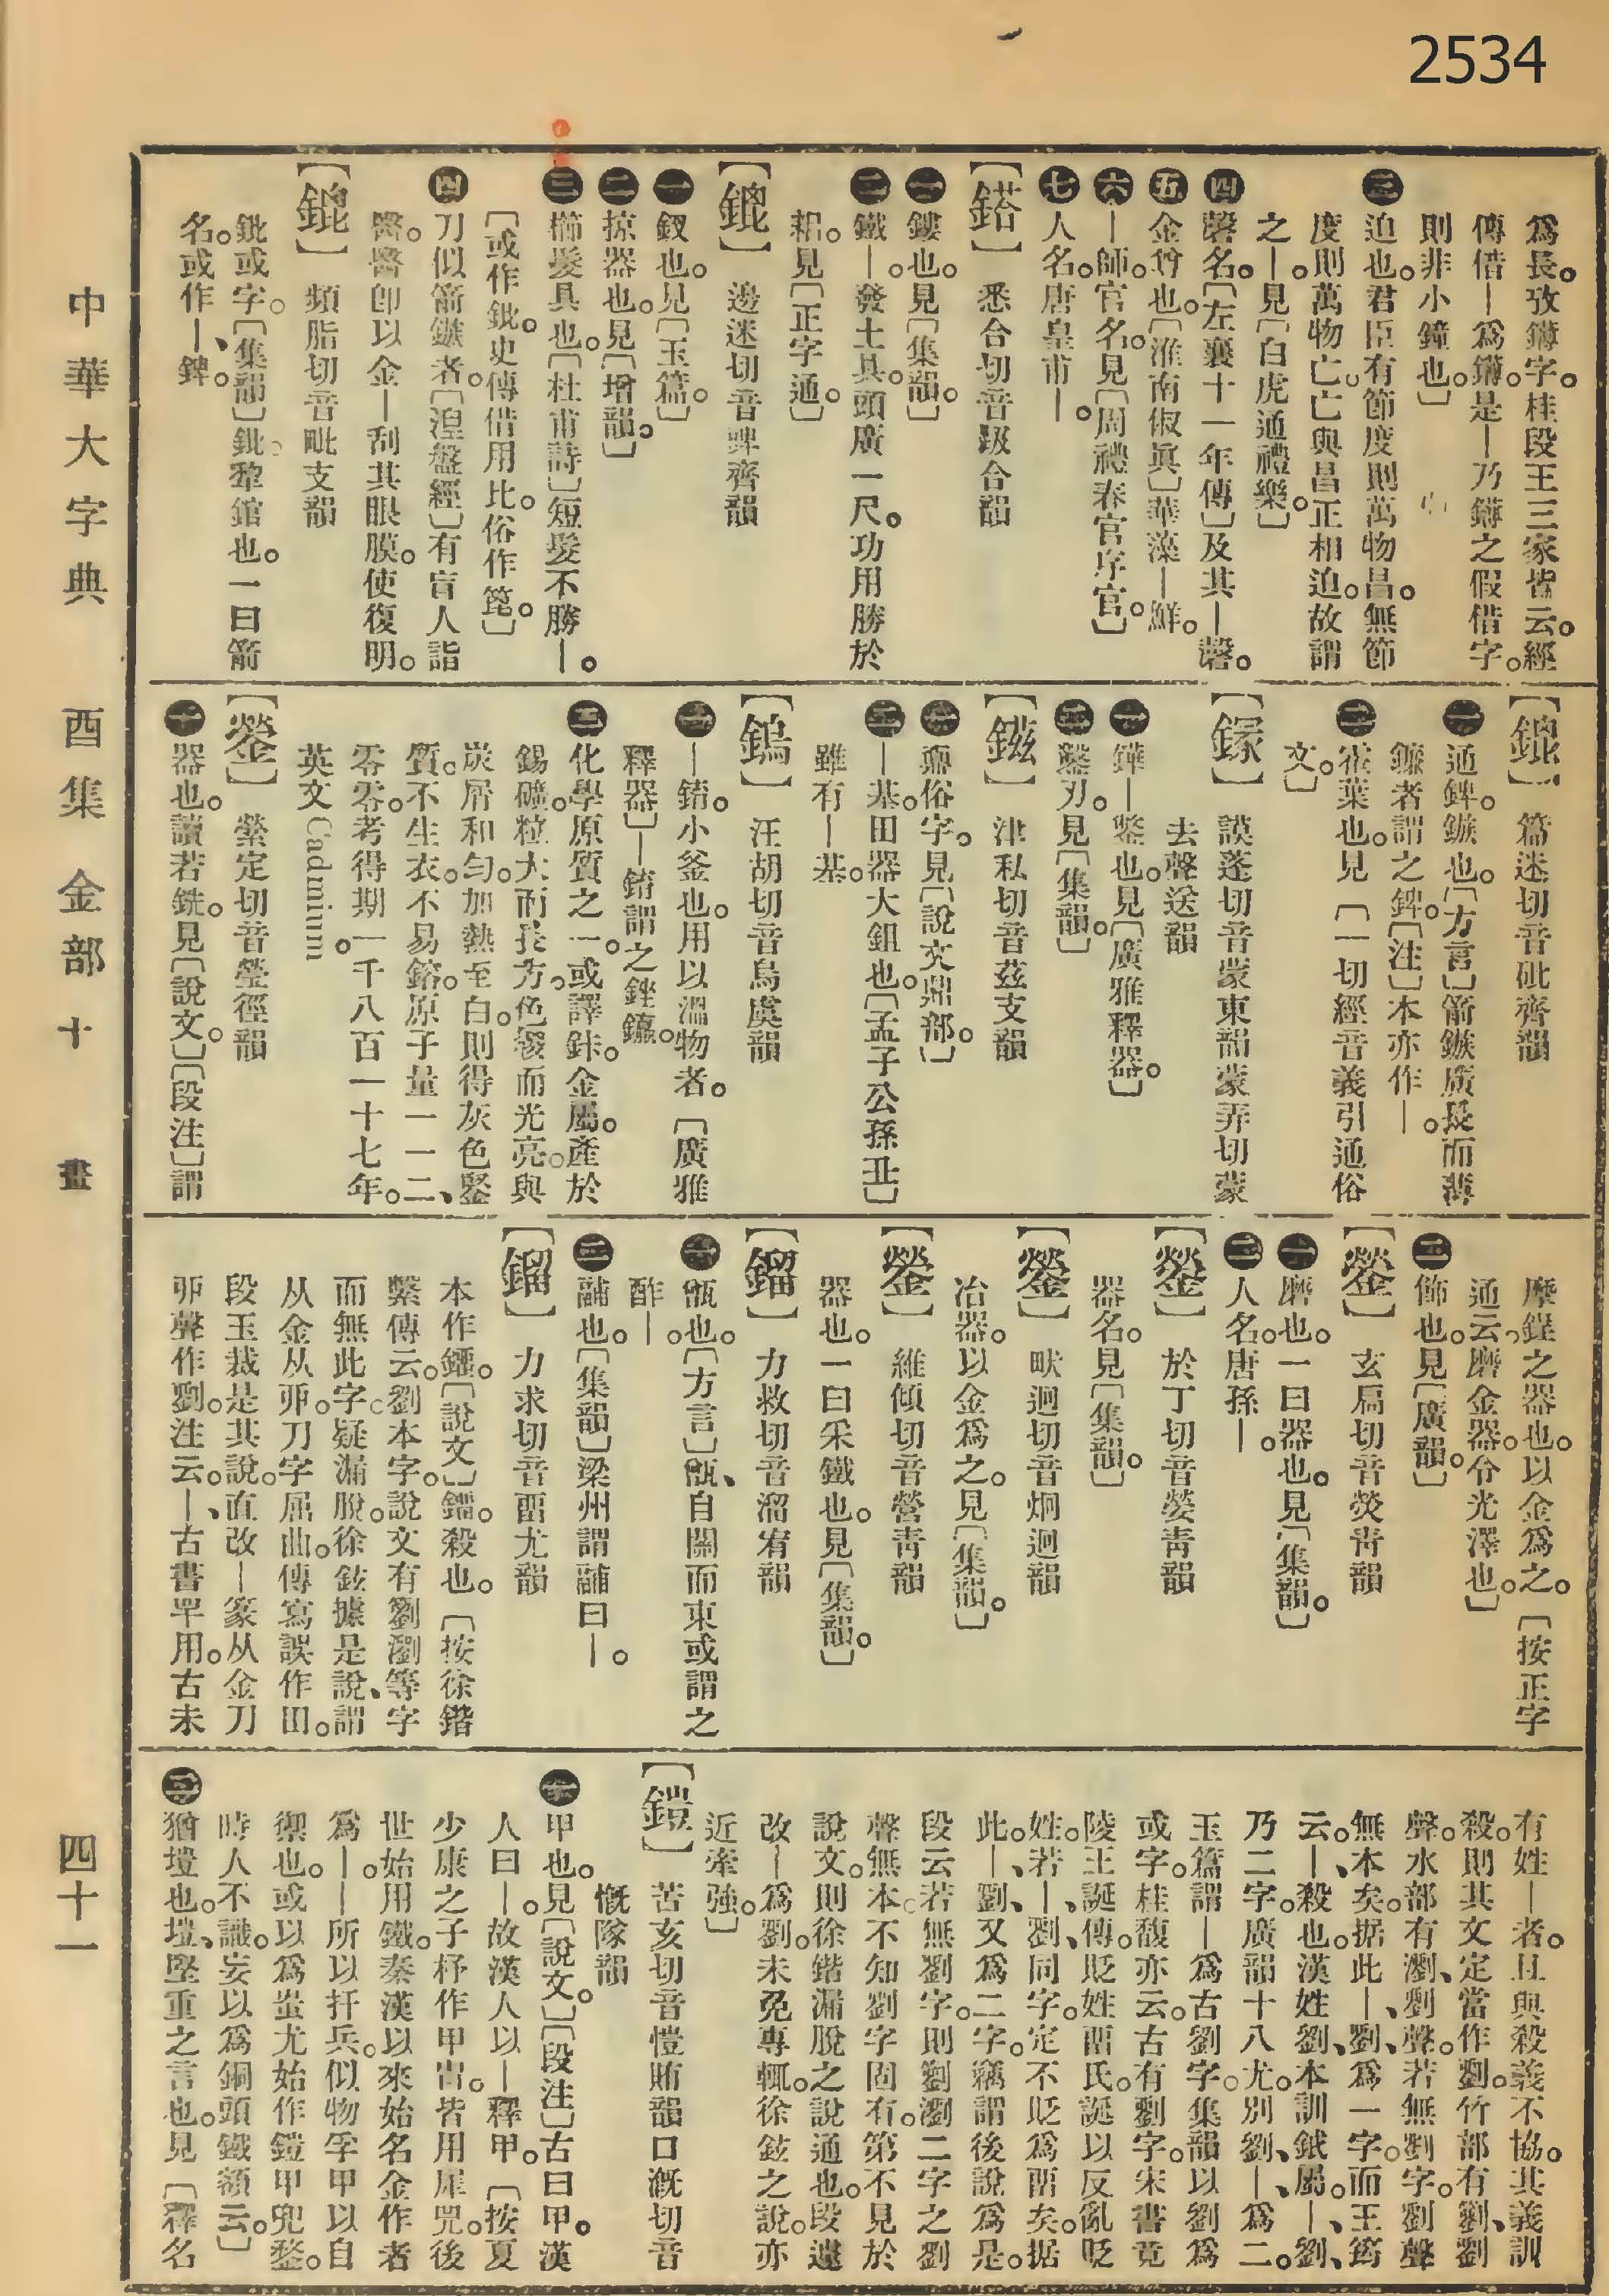 2534
中華大字典 酉集 金部 十畫 四十一
爲長。攷鑮字。桂段王三家皆云。經
傳借｜爲鑮。是｜乃鑮之假借字。
則非小鐘也。〕
㊂迫也。君臣有節度則萬物昌。無節
度則萬物亡。亡與昌正相迫。故謂
之｜。見〔白虎通禮樂。〕
㊃磬名。〔左襄十一年傳〕及其｜磬。
㊄金尊也。〔淮南俶眞〕華藻｜鮮。
㊅｜師。官名。見〔周禮春官序官。〕
㊆人名。唐皇甫｜。
〔鎝〕悉合切音趿合韻
㊀鏤也。見〔集韻。〕
㊁鐵｜。發土具。頭廣一尺。功用勝於
耜。見〔正字通。〕
〔鎞〕邊迷切音豍齊韻
㊀釵也。見〔玉篇。〕
㊁掠器也。見〔增韻。〕
㊂櫛髮具也。〔杜甫詩〕短髮不勝｜。
〔或作鈚。史傳借用比。俗作箆。〕
㊃刀似箭鏃者。〔湼盤經〕有盲人詣
醫。醫卽以金｜刮其眼膜。使復明。
〔鎞〕頻脂切音毗支韻
鈚或字。〔集韻〕鈚。犂錧也。一曰箭
名。或作｜、錍。
〔鎞〕篇迷切音砒齊韻
㊀通錍。鏃也。〔方言〕箭鏃廣長而薄
鐮者謂之錍。〔注〕本亦作｜。
㊁葉也。見〔一切經音義引通俗
文。〕
〔鎵〕謨蓬切音蒙東韻蒙弄切蒙
去聲送韻
㊀鏵｜。鑒也。見〔廣雅釋器。〕
㊁鑿刃。見〔集韻。〕
〔鎡〕津私切音茲支韻
㊀鼒俗字。見〔說文鼎部。〕
㊁｜基。田器大鉏也。〔孟子公孫丑〕
雖有｜基。
〔鎢〕汪胡切音烏虞韻
㊀｜錥。小釜也。用以溫物者。〔廣雅
釋器〕｜錥謂之銼鑹。
㊁化學原質之一。或譯鉲。金屬。產於
錫礦。粒大而長方。色褐而光亮。與
炭屑和勻。加熱至白則得灰色緊
質。不生衣。不易鎔。原子量一一二、
零零。考得期一千八百一十七年。
英文Cadmium
〔鎣〕縈定切音瑩徑韻
㊀器也。讀若銑。見〔說文。〕〔段注〕謂
摩鋥之器也。以金爲之。〔按正字
通云。磨金器。令光澤也。〕
㊁飾也。見〔廣韻。〕
〔鎣〕玄扃切音熒靑韻
㊀磨也。一曰器也。見〔集韻。〕
㊁人名。唐孫｜。
〔鎣〕於丁切音嫈靑韻
器名。見〔集韻。〕
〔鎣〕畎迥切音炯迥韻
冶器。以金爲之。見〔集韻。〕
〔鎣〕維傾切音營靑韻
器也。一曰采鐵也。見〔集韻。〕
〔鎦〕力救切音溜宥韻
㊀甑也。〔方言〕甑、自關而東或謂之
酢｜。
㊁䬳也。〔集韻〕梁州謂䬳曰｜。
〔鎦〕力求切音畱尤韻
本作鐂。〔說文〕鎦。殺也。〔按徐鍇
繫傳云。劉本字。說文有劉瀏等字
而無此字。疑漏脫。徐鉉據是說、謂
从金从丣。刀字屈曲。傳寫誤作田。
段玉裁是其說。直改｜篆从金刀
丣聲作劉。注云。｜、古書罕用。古未
有姓｜者。且與殺義不協。其義訓
殺。則其文定當作劉。竹部有籀、劉
聲。水部有瀏、劉聲。若無劉字。劉聲
無本矣。据此｜、劉、爲一字。而王筠
云。｜、殺也。漢姓劉、本訓鉞屬。｜、劉、
乃二字。廣韻十八尤。別劉、｜、爲二。
玉篇謂｜爲古劉字。集韻以劉爲
或字。桂馥亦云。古有劉字。宋書竟
陵王誕傳。貶姓畱氏。誕以反亂貶
姓。若｜、劉、同字。定不貶爲畱矣。据
此。｜、劉、又爲二字。竊謂後說爲是。
段云若無劉字。則劉瀏二字之劉
聲無本。不知劉字固有。第不見於
說文。則徐鍇漏脫之說通也。段遽
改｜爲劉。未免專輒。徐鉉之說。亦
近牽強。〕
〔鎧〕苦亥切音愷賄韻口漑切音
慨隊韻
㊀甲也。見〔說文。〕〔段注〕古曰甲。漢
人曰｜。故漢人以｜釋甲。〔按夏
少康之子杼作甲冑。皆用犀兕。後
世始用鐵。秦漢以來始名金作者
爲｜。｜所以扞兵。似物孚甲以自
禦也。或以爲蚩尤始作鎧甲兜鍪。
時人不識。妄以爲銅頭鐵額云。〕
㊁猶塏也。塏、堅重之言也。見〔釋名